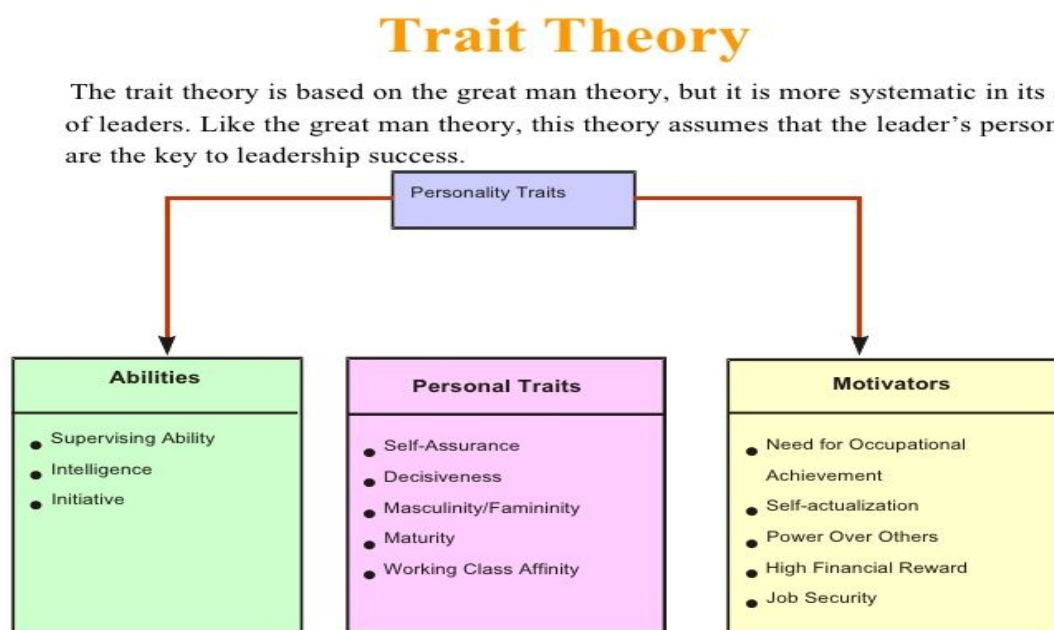 Trait Theory
The trait theory is based on the great man theory, but it is more systematic in its
of leaders. Like the great man theory, this theory assumes that the leader's person
are the key to leadership success.
Personality Traits
Abilities
Supervising Ability
Intelligence
Initiative
Personal Traits
Self-Assurance
Decisiveness
Masculinity/Famininity
Maturity
Working Class Affinity
Motivators
Need for Occupational
Achievement
Self-actualization
Power Over Others
High Financial Reward
Job Security